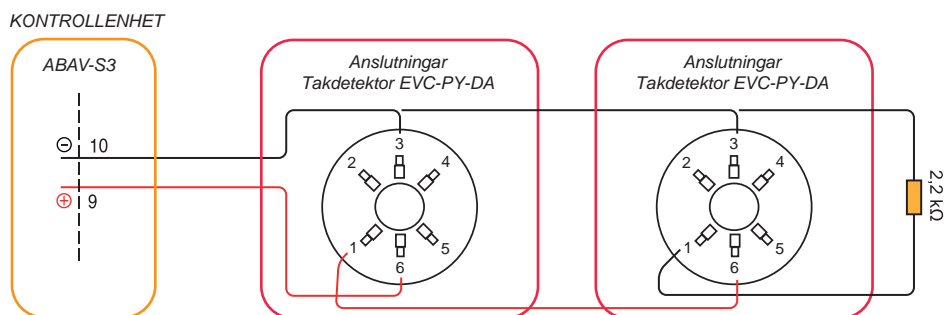 KONTROLLENHET
ABAV-S3
10
9
Anslutningar
Takdetektor EVC-PY-DA
3
2
4
1
5
6
Anslutningar
Takdetektor EVC-PY-DA
3
2
4
1
5
6
2,2 kΩ